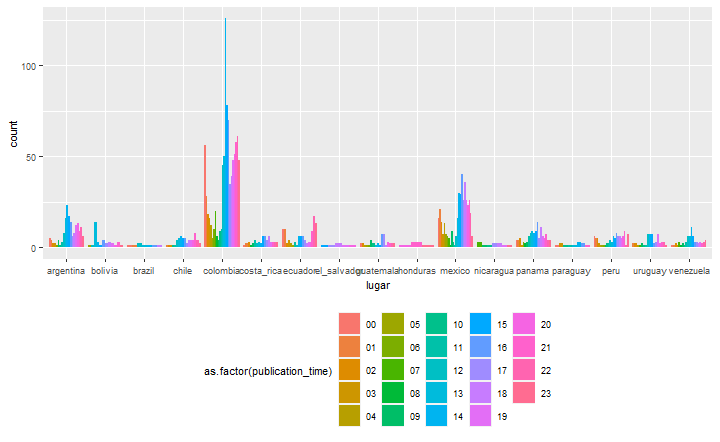 100
50
0
count
argentina bolivia brazil chile colombia costa_rica ecuador el_salvador guatemala honduras mexico nicaragua panama paraguay peru uruguay venezuela
lugar
as.factor(publication_time)
00 05 10 15 20
01 06 11 16 21
02 07 12 17 22
03 08 13 18 23
04 09 14 19